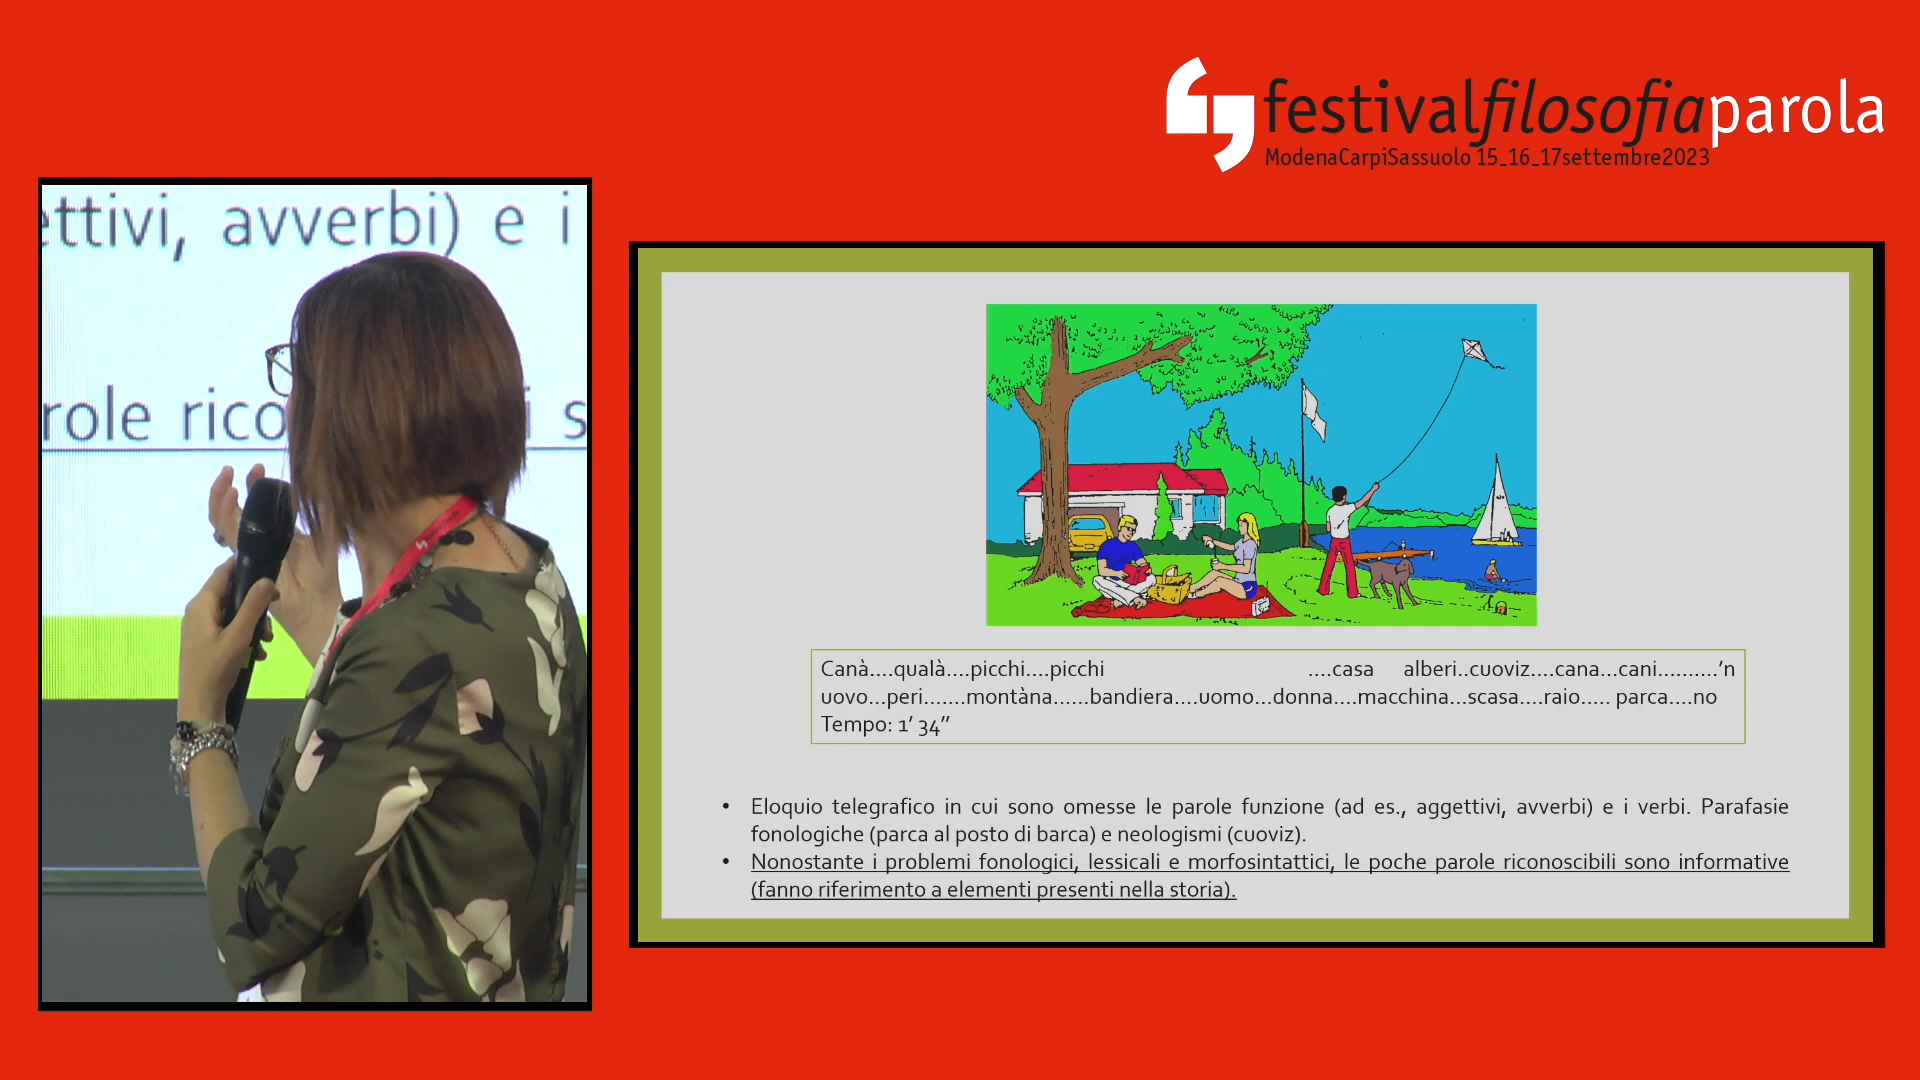 festivalfilosofiaparola
ModenaCarpiSassuolo 15_16_17settembre2023
ettivi, avverbi) e i
role rico i s
Canà....qualà....picchi....picchi ....casa alberi..cuoviz....cana...cani..........’n
uovo...peri.......montàna......bandiera....uomo...donna....macchina...scasa....raio..... parca....no
Tempo: 1’ 34’’
• Eloquio telegrafico in cui sono omesse le parole funzione (ad es., aggettivi, avverbi) e i verbi. Parafasie
fonologiche (parca al posto di barca) e neologismi (cuoviz).
• Nonostante i problemi fonologici, lessicali e morfosintattici, le poche parole riconoscibili sono informative
(fanno riferimento a elementi presenti nella storia).